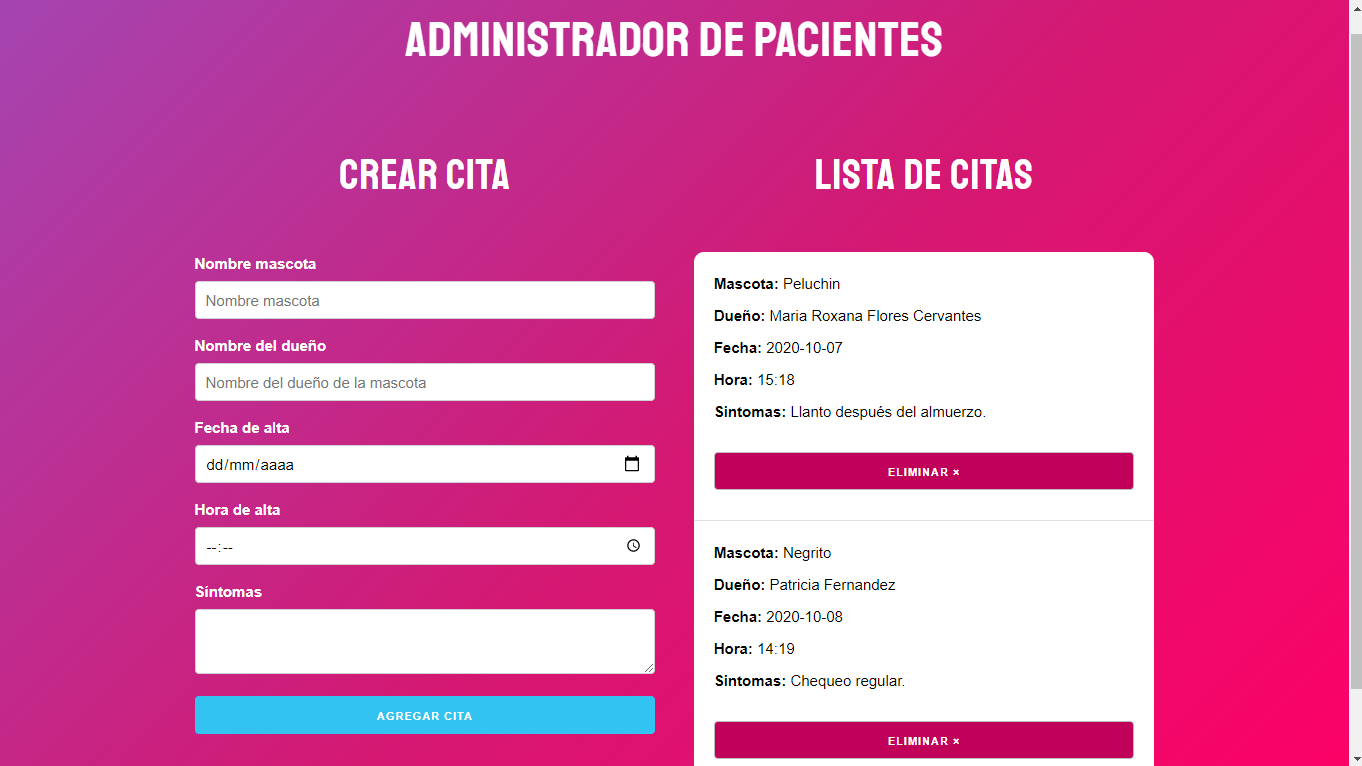 ADMINISTRADOR DE PACIENTES
CREAR CITA
Nombre mascota
Nombre mascota
Nombre del dueño
Nombre del dueño de la mascota
Fecha de alta
dd/mm/aaaa
Hora de alta
--:--
Síntomas
AGREGAR CITA
LISTA DE CITAS
Mascota: Peluchin
Dueño: Maria Roxana Flores Cervantes
Fecha: 2020-10-07
Hora: 15:18
Sintomas: Llanto después del almuerzo.
ELIMINAR ×
Mascota: Negrito
Dueño: Patricia Fernandez
Fecha: 2020-10-08
Hora: 14:19
Sintomas: Chequeo regular.
ELIMINAR ×